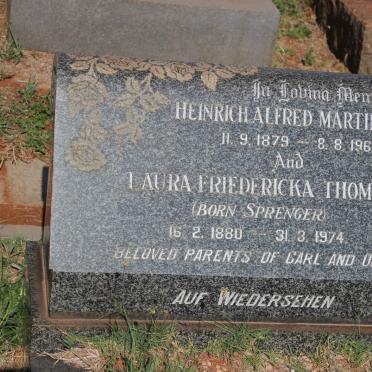 In Loving Mem
HEINRICH ALFRED MARTI
11. 9. 1879 – 8. 8. 196
And
LAURA FRIEDERICKA THOM
(BORN SPRENGER)
16. 2. 1880 – 31. 3. 1974
BELOVED PARENTS OF CARL AND U
AUF WIEDERSEHEN